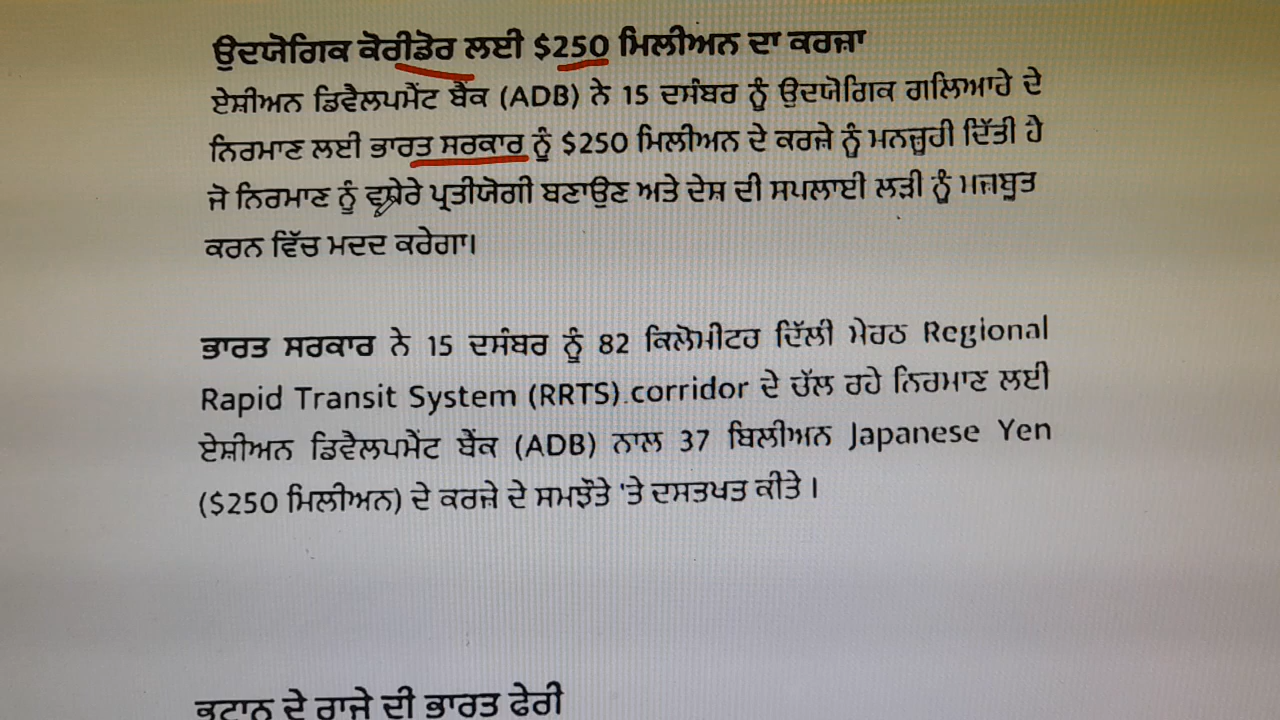 ਉਦਯੋਗਿਕ ਕੋਰੀਡੋਰ ਲਈ $250 ਮਿਲੀਅਨ ਦਾ ਕਰਜ਼ਾ
ਏਸ਼ੀਅਨ ਡਿਵੈਲਪਮੈਂਟ ਬੈਂਕ (ADB) ਨੇ 15 ਦਸੰਬਰ ਨੂੰ ਉਦਯੋਗਿਕ ਗਲਿਆਰੇ ਦੇ
ਨਿਰਮਾਣ ਲਈ ਭਾਰਤ ਸਰਕਾਰ ਨੂੰ $250 ਮਿਲੀਅਨ ਦੇ ਕਰਜ਼ੇ ਨੂੰ ਮਨਜ਼ੂਰੀ ਦਿੱਤੀ ਹੈ
ਜੋ ਨਿਰਮਾਣ ਨੂੰ ਵਧੇਰੇ ਪ੍ਰਤੀਯੋਗੀ ਬਣਾਉਣ ਅਤੇ ਦੇਸ਼ ਦੀ ਸਪਲਾਈ ਲੜੀ ਨੂੰ ਮਜ਼ਬੂਤ
ਕਰਨ ਵਿੱਚ ਮਦਦ ਕਰੇਗਾ।
ਭਾਰਤ ਸਰਕਾਰ ਨੇ 15 ਦਸੰਬਰ ਨੂੰ 82 ਕਿਲੋਮੀਟਰ ਦਿੱਲੀ ਮੇਰਠ Regional
Rapid Transit System (RRTS) corridor ਦੇ ਚੱਲ ਰਹੇ ਨਿਰਮਾਣ ਲਈ
ਏਸ਼ੀਅਨ ਡਿਵੈਲਪਮੈਂਟ ਬੈਂਕ (ADB) ਨਾਲ 37 ਬਿਲੀਅਨ Japanese Yen
($250 ਮਿਲੀਅਨ) ਦੇ ਕਰਜ਼ੇ ਦੇ ਸਮਝੌਤੇ 'ਤੇ ਦਸਤਖਤ ਕੀਤੇ ।
ਭੂਟਾਨ ਦੇ ਰਾਜੇ ਦੀ ਭਾਰਤ ਫੇਰੀ